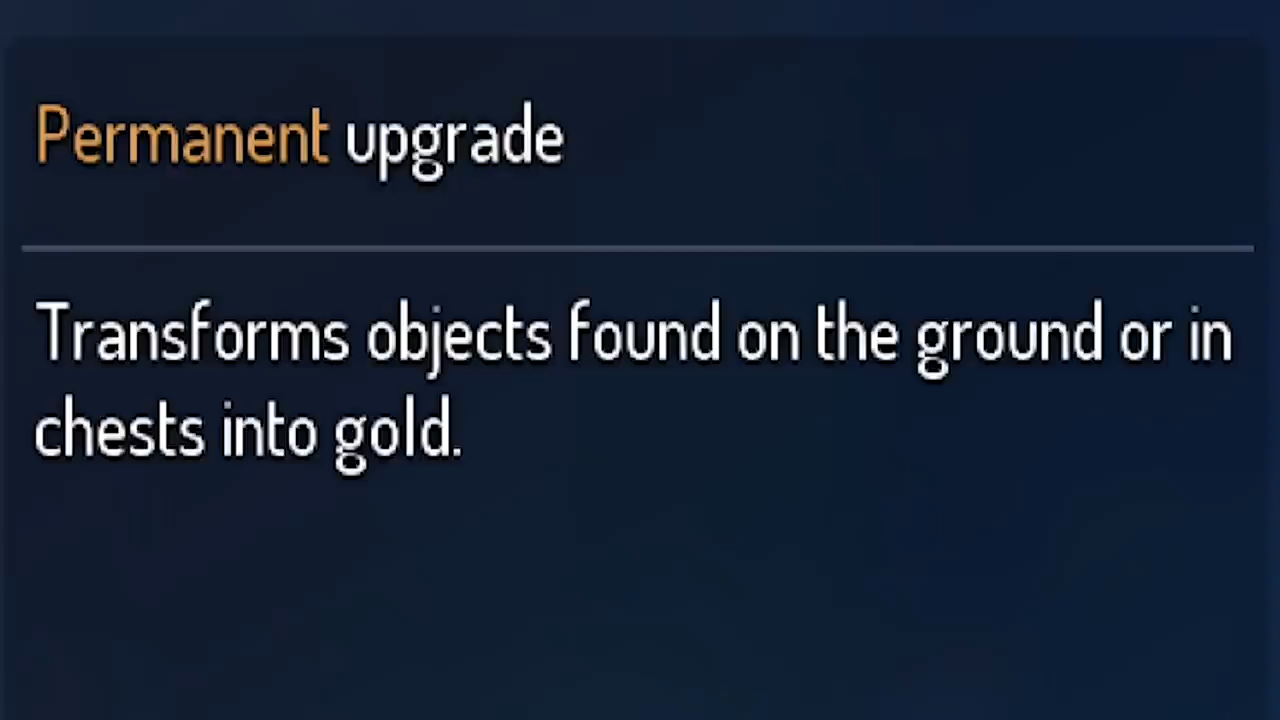 Permanent upgrade
Transforms objects found on the ground or in
chests into gold.